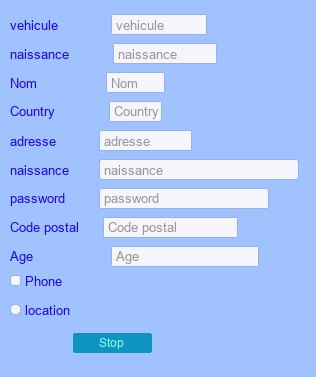 vehicule vehicule
naissance naissance
Nom Nom
Country Country
adresse adresse
naissance naissance
password password
Code postal Code postal
Age Age
Phone
location
Stop